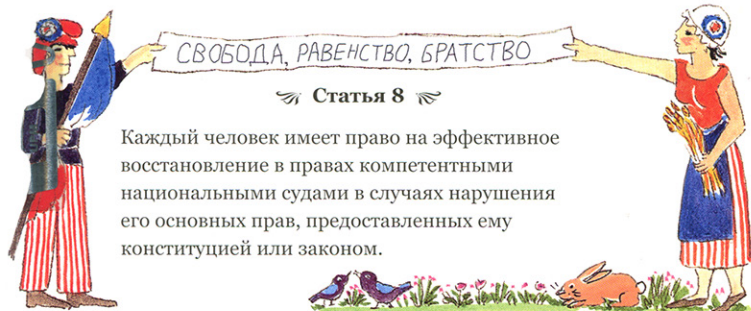 СВОБОДА, РАВЕНСТВО, БРАТСТВО
Статья 8
Каждый человек имеет право на эффективное
восстановление в правах компетентными
национальными судами в случаях нарушения
его основных прав, предоставленных ему
конституцией или законом.